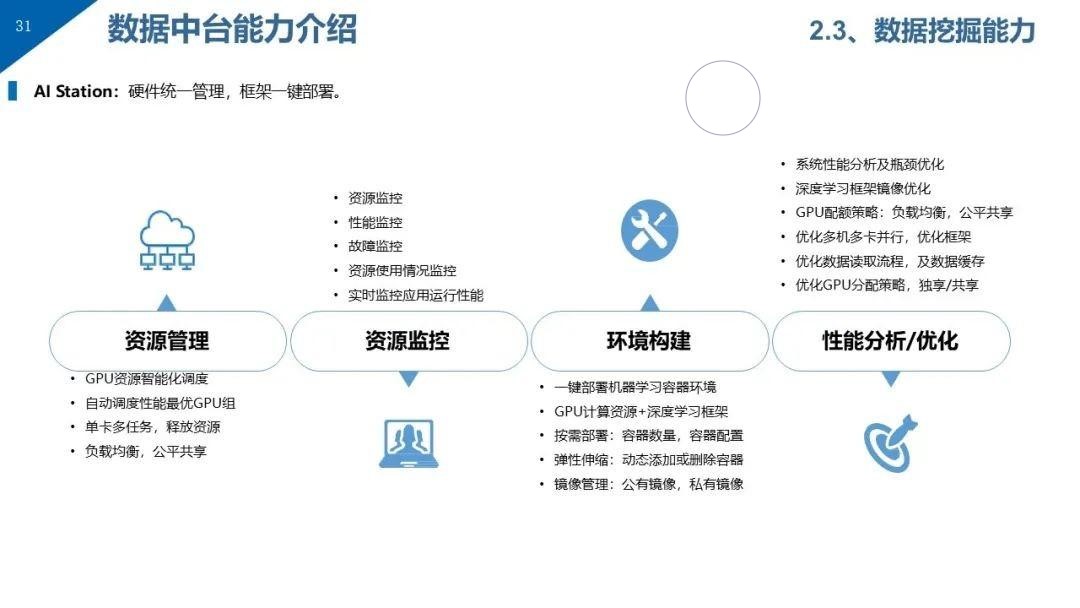 31
数据中台能力介绍
2.3、数据挖掘能力
AI Station：硬件统一管理，框架一键部署。
资源管理
• GPU资源智能化调度
• 自动调度性能最优GPU组
• 单卡多任务，释放资源
• 负载均衡，公平共享
• 资源监控
• 性能监控
• 故障监控
• 资源使用情况监控
• 实时监控应用运行性能
资源监控
环境构建
• 一键部署机器学习容器环境
• GPU计算资源+深度学习框架
• 按需部署：容器数量，容器配置
• 弹性伸缩：动态添加或删除容器
• 镜像管理：公有镜像，私有镜像
• 系统性能分析及瓶颈优化
• 深度学习框架镜像优化
• GPU配额策略：负载均衡，公平共享
• 优化多机多卡并行，优化框架
• 优化数据读取流程，及数据缓存
• 优化GPU分配策略，独享/共享
性能分析/优化